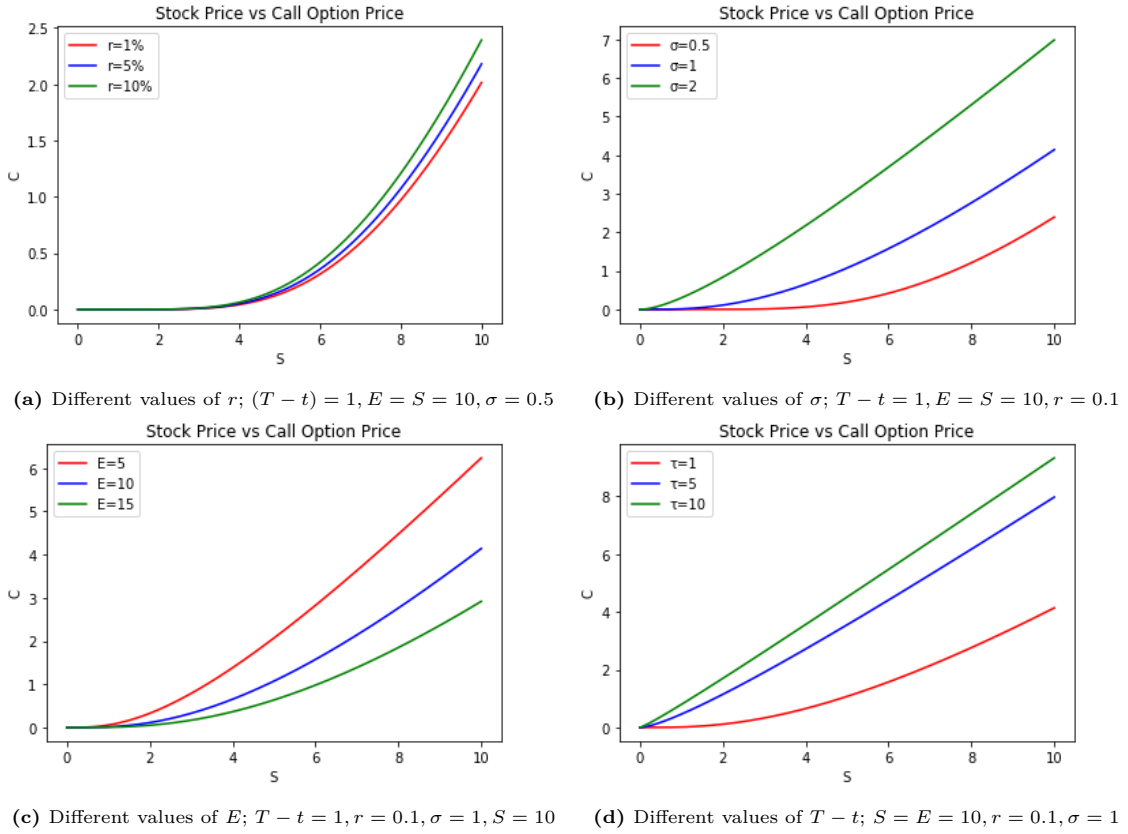 Stock Price vs Call Option Price
2.5
2.0
1.5
1.0
0.5
0.0
C
r=1%
r=5%
r=10%
0 2 4 6 8 10
S
(a) Different values of r; (T − t) = 1, E = S = 10, σ = 0.5
Stock Price vs Call Option Price
7
6
5
4
3
2
1
0
C
σ=0.5
σ=1
σ=2
0 2 4 6 8 10
S
(b) Different values of σ; T − t = 1, E = S = 10, r = 0.1
Stock Price vs Call Option Price
6
5
4
3
2
1
0
C
E=5
E=10
E=15
0 2 4 6 8 10
S
(c) Different values of E; T − t = 1, r = 0.1, σ = 1, S = 10
Stock Price vs Call Option Price
8
6
4
2
0
C
τ=1
τ=5
τ=10
0 2 4 6 8 10
S
(d) Different values of T − t; S = E = 10, r = 0.1, σ = 1